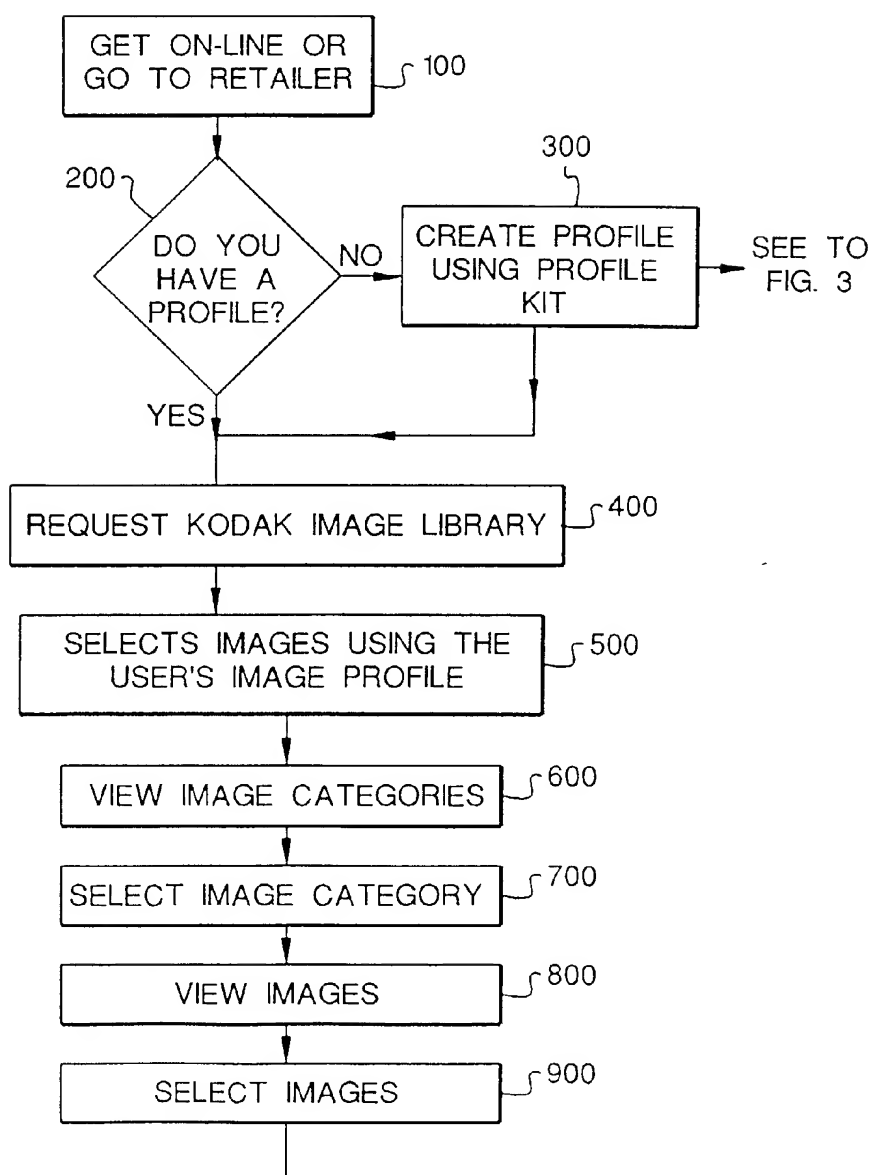 GET ON-LINE OR
GO TO RETAILER
100
200
DO YOU
HAVE A
PROFILE?
NO
300
CREATE PROFILE
USING PROFILE
KIT
SEE TO
FIG. 3
YES
REQUEST KODAK IMAGE LIBRARY
400
SELECTS IMAGES USING THE
USER'S IMAGE PROFILE
500
VIEW IMAGE CATEGORIES
600
SELECT IMAGE CATEGORY
700
VIEW IMAGES
800
SELECT IMAGES
900